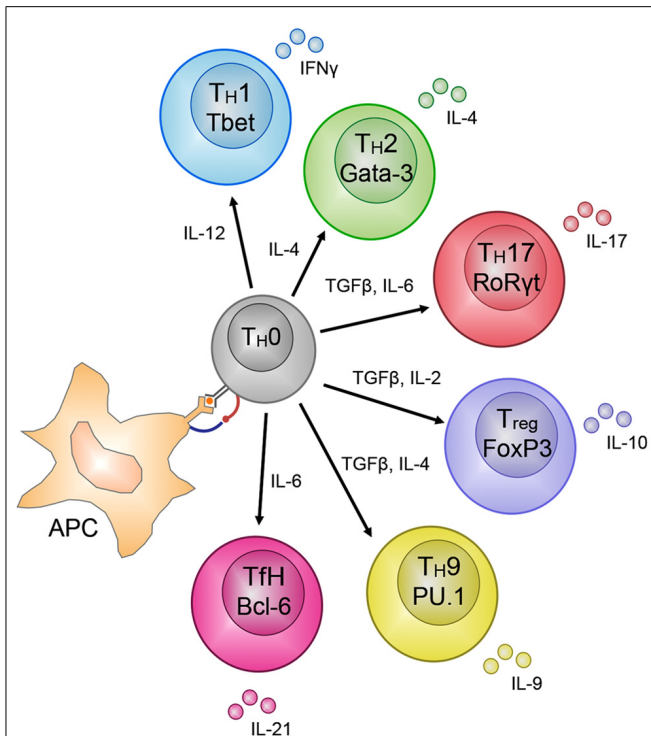 IFNγ
TH1
Tbet
IL-4
TH2
Gata-3
IL-12
IL-4
IL-17
TH17
RoRγt
TGFβ, IL-6
TH0
TGFβ, IL-2
Treg
FoxP3
IL-10
TGFβ, IL-4
IL-6
APC
TfH
Bcl-6
TH9
PU.1
IL-9
IL-21